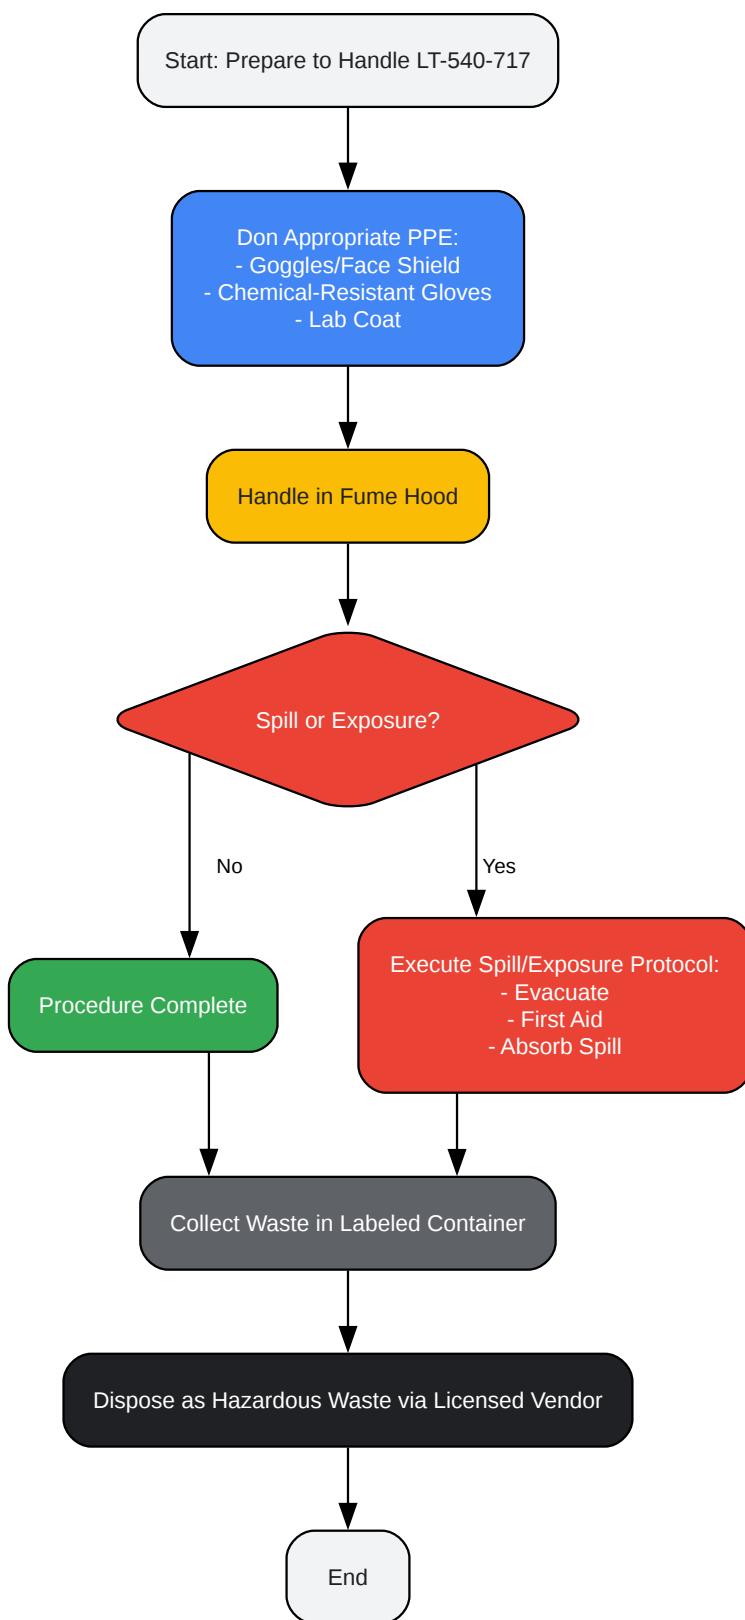 Start: Prepare to Handle LT-540-717
Don Appropriate PPE:
- Goggles/Face Shield
- Chemical-Resistant Gloves
- Lab Coat
Handle in Fume Hood
Spill or Exposure?
No
Yes
Procedure Complete
Execute Spill/Exposure Protocol:
- Evacuate
- First Aid
- Absorb Spill
Collect Waste in Labeled Container
Dispose as Hazardous Waste via Licensed Vendor
End